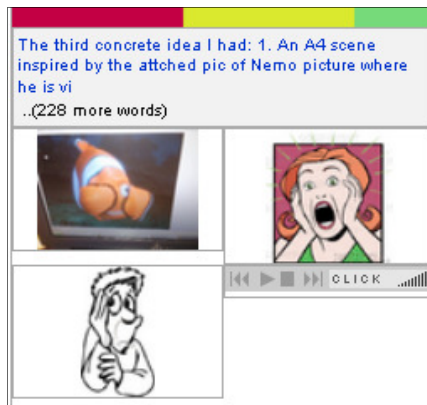 The third concrete idea I had: 1. An A4 scene
inspired by the attched pic of Nemo picture where
he is vi
..(228 more words)
CLICK